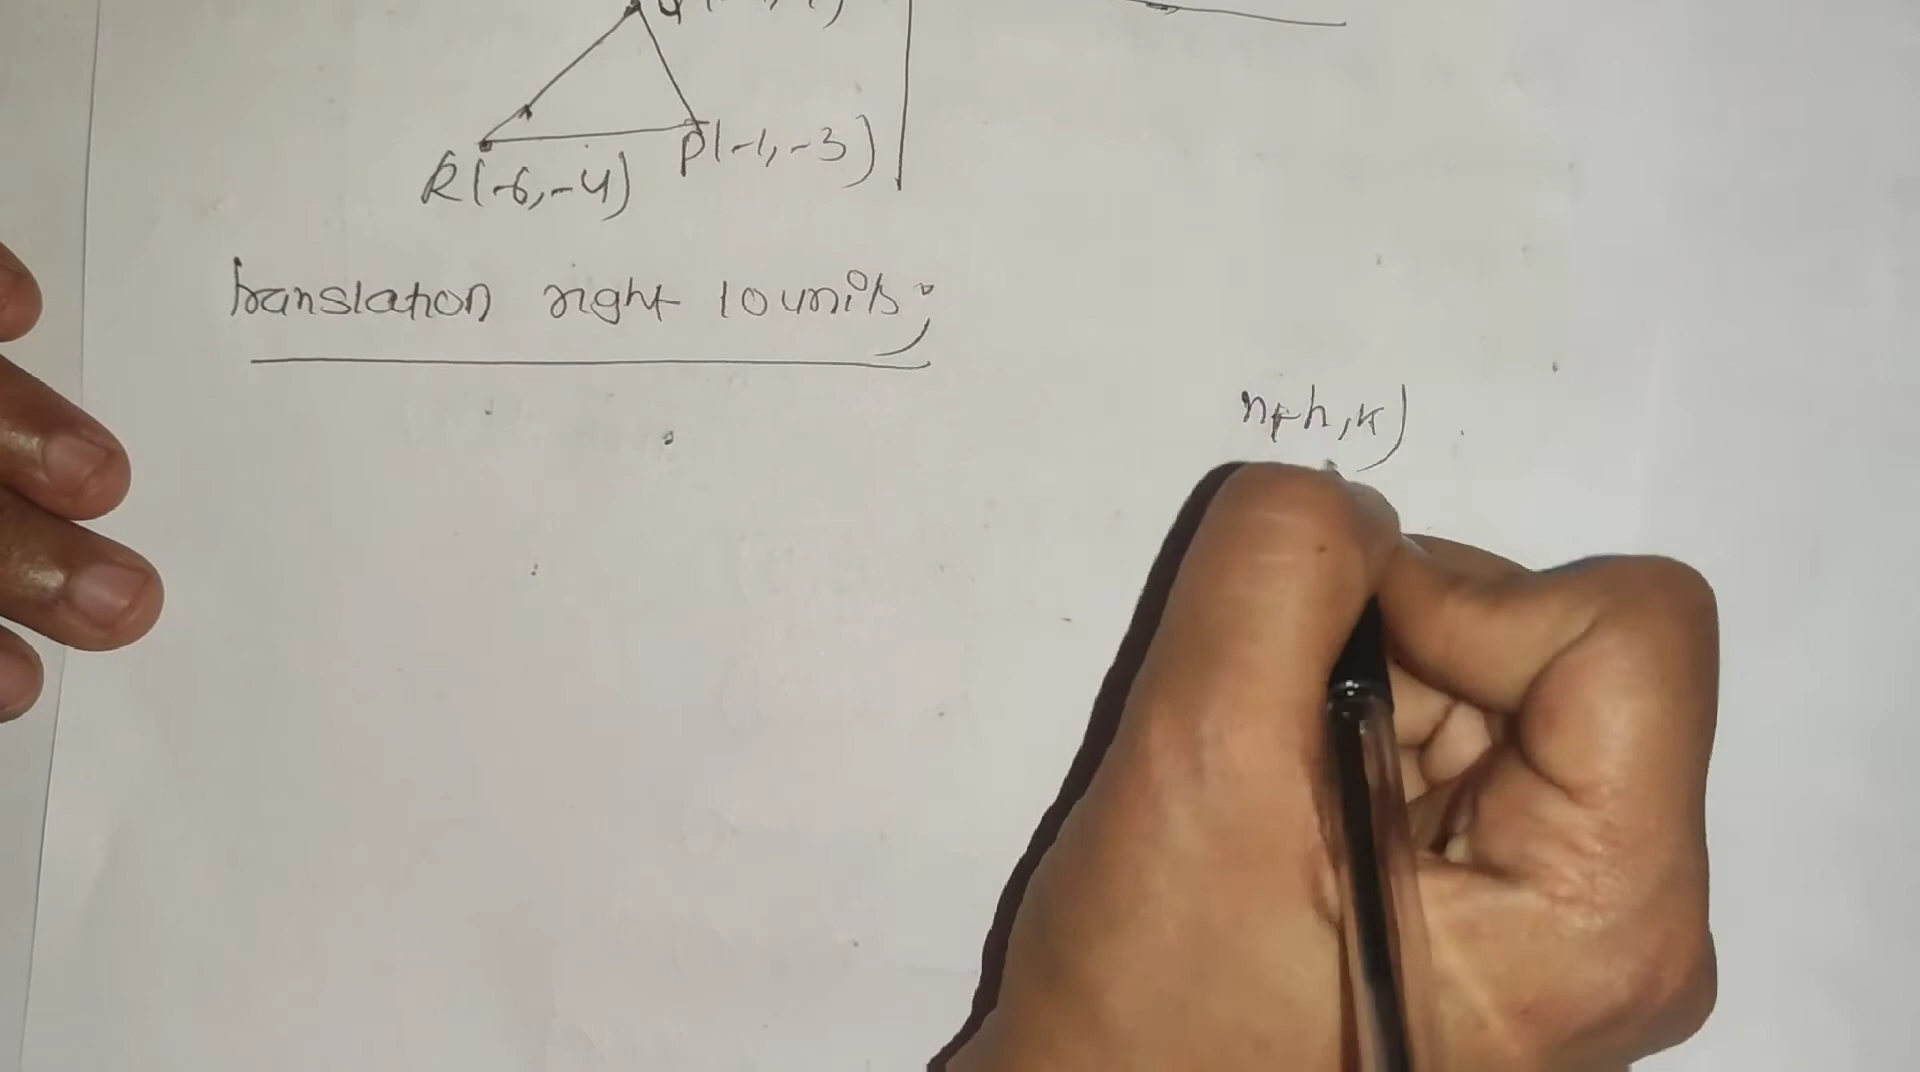 P(-1,-3)
R(-6,-4)
translation right 10 units:
x+h,k)